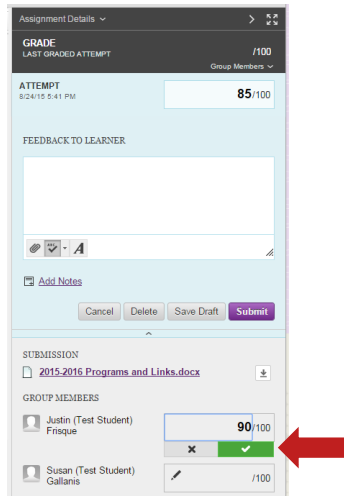 Assignment Details
GRADE
LAST GRADED ATTEMPT
/100
Group Members
ATTEMPT
8/24/15 5:41 PM
85/100
FEEDBACK TO LEARNER
ABC
A
Add Notes
Cancel Delete Save Draft Submit
SUBMISSION
2015-2016 Programs and Links.docx
GROUP MEMBERS
Justin (Test Student)
Frisque
90/100
Susan (Test Student)
Gallanis
/100